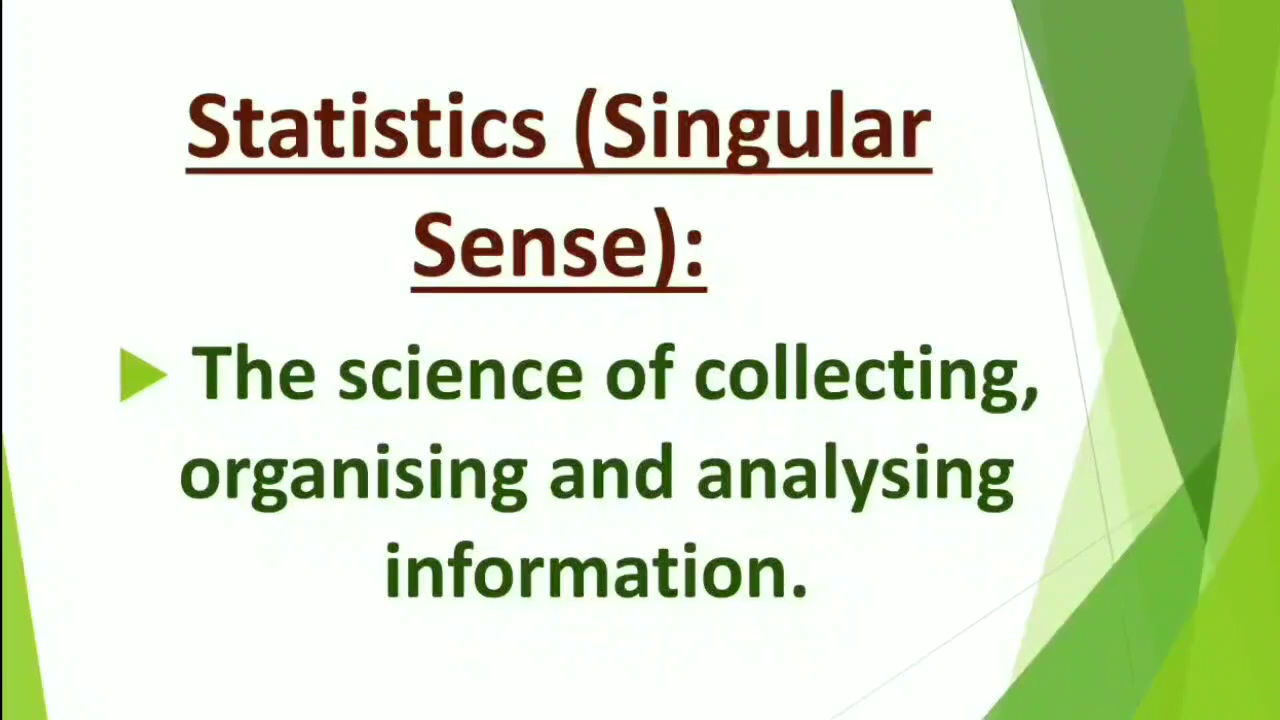 Statistics (Singular
Sense):
The science of collecting,
organising and analysing
information.